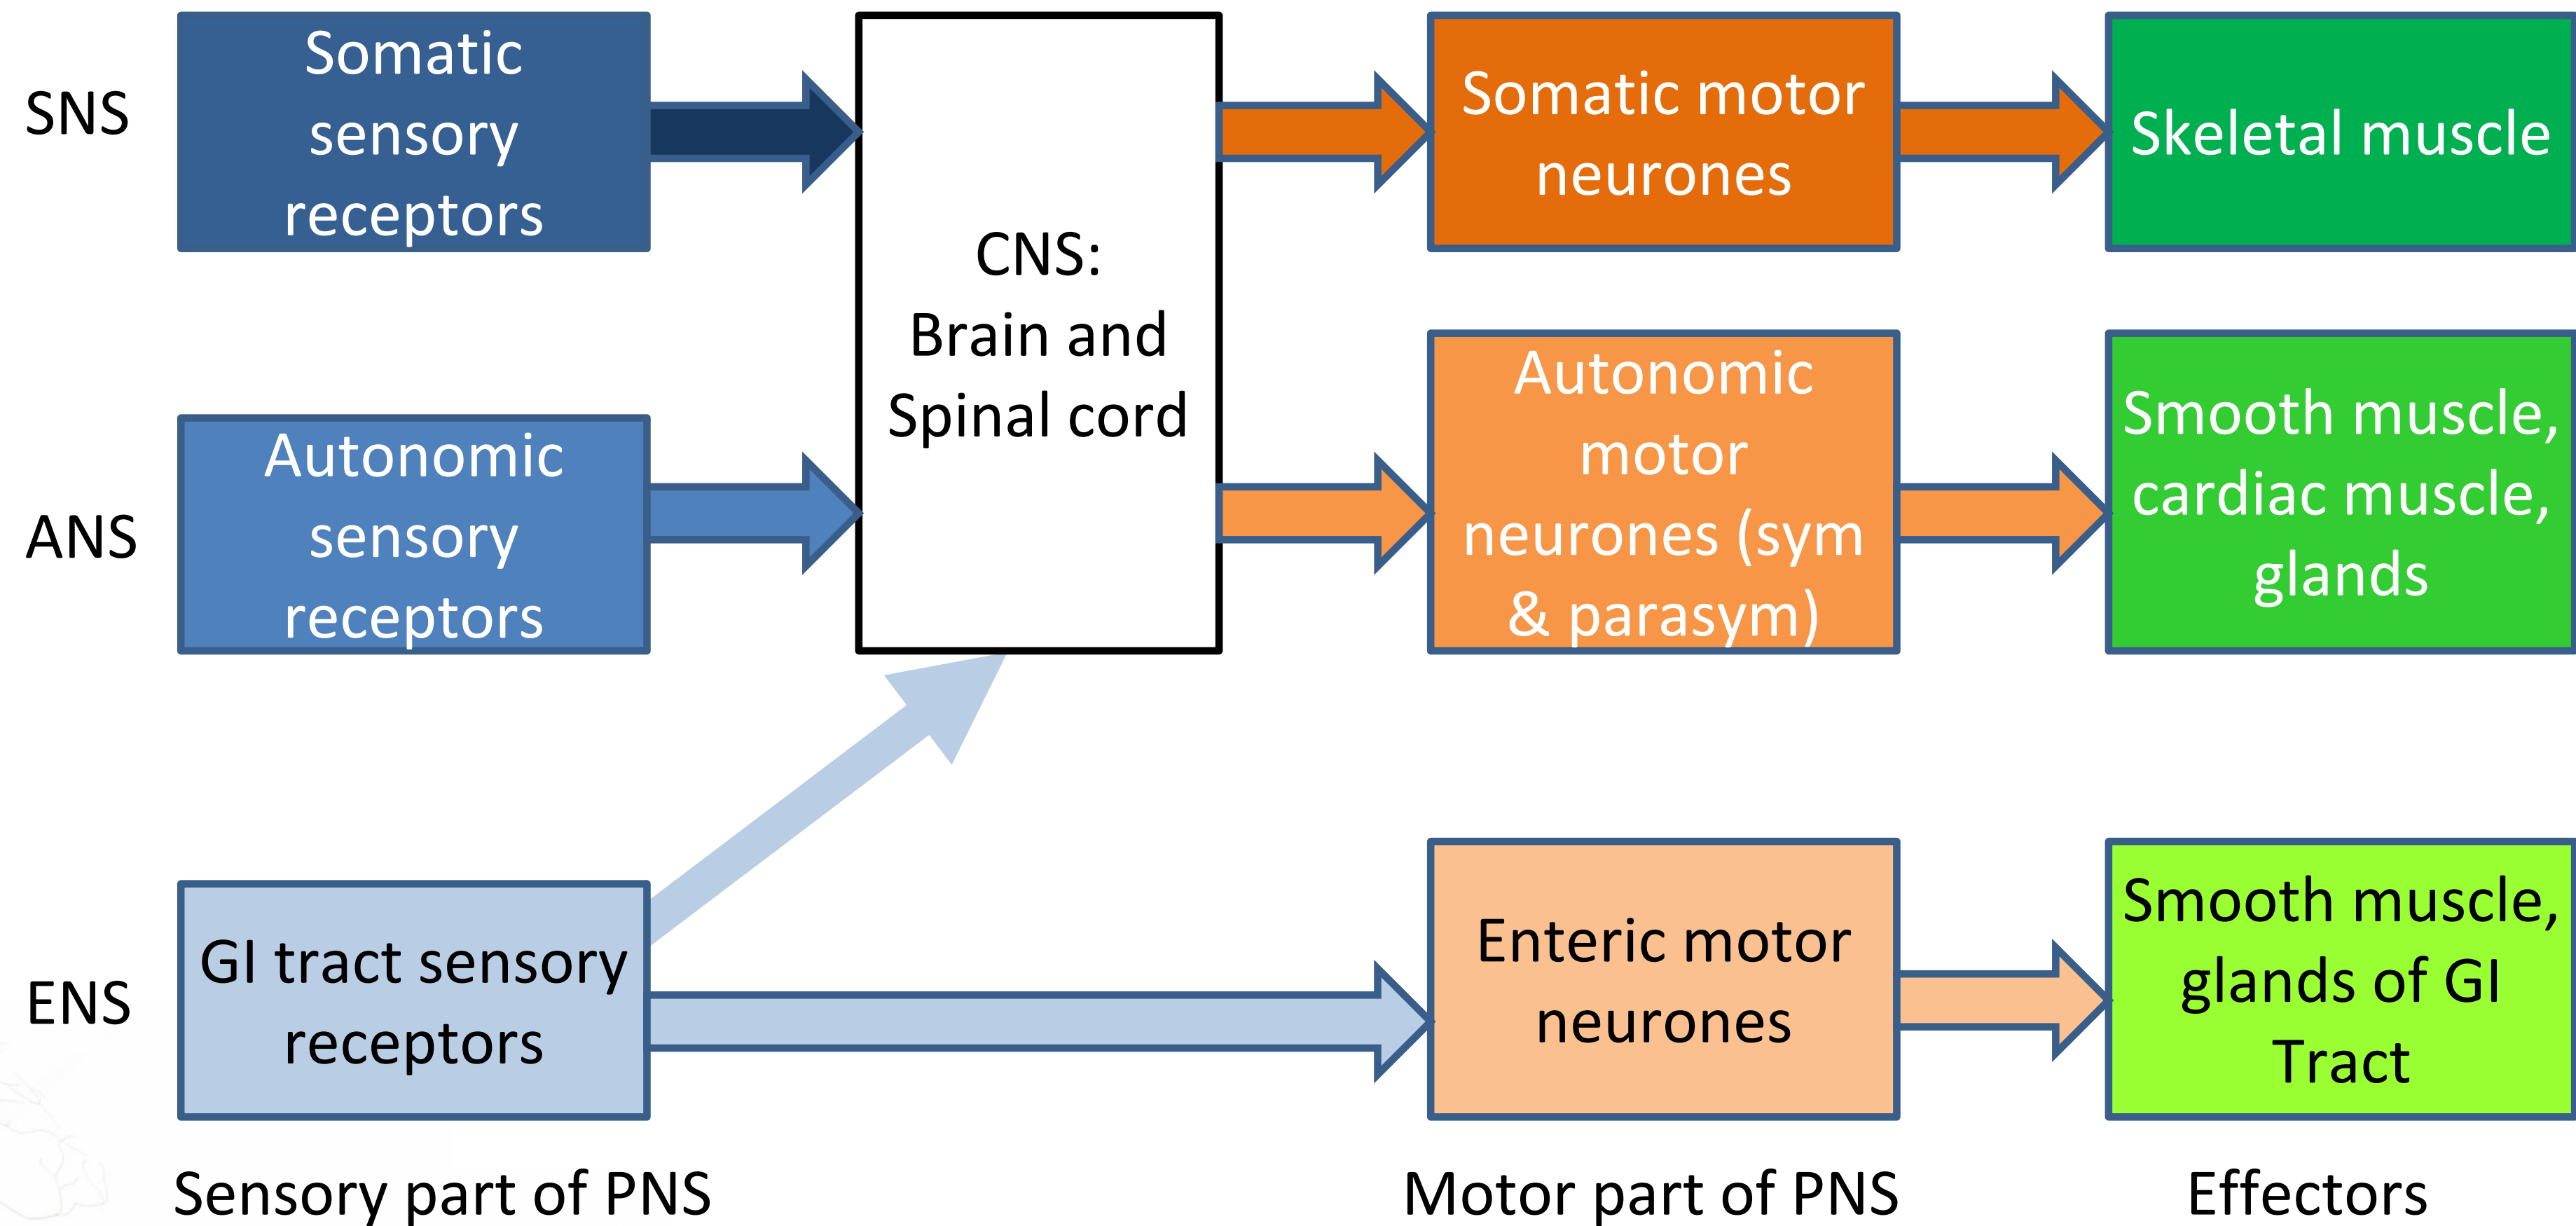 SNS
Somatic
sensory
receptors
CNS:
Brain and
Spinal cord
Somatic motor
neurones
Skeletal muscle
ANS
Autonomic
sensory
receptors
Autonomic
motor
neurones (sym
& parasym)
Smooth muscle,
cardiac muscle,
glands
ENS
GI tract sensory
receptors
Enteric motor
neurones
Smooth muscle,
glands of GI
Tract
Sensory part of PNS
Motor part of PNS
Effectors